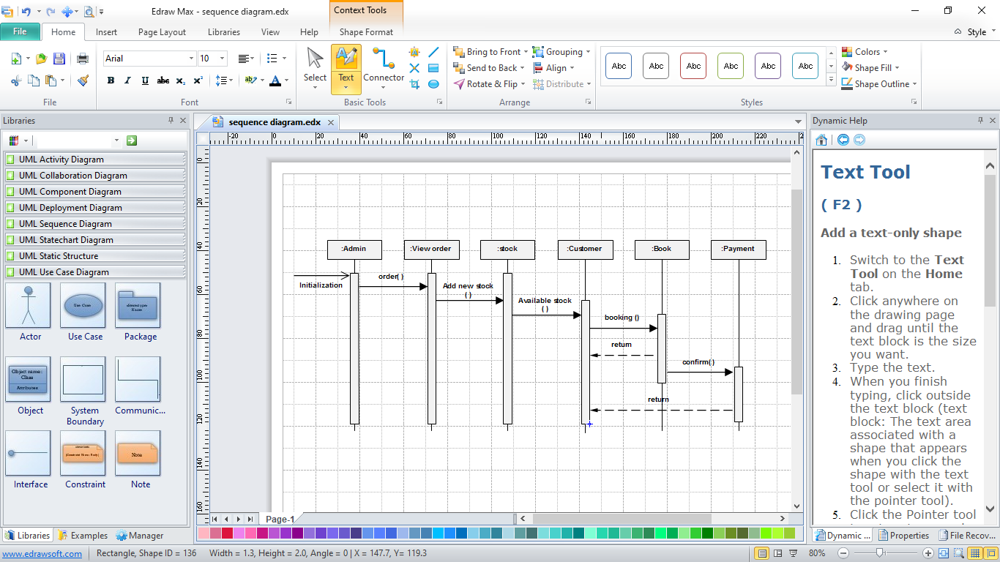 Edraw Max - sequence diagram.edx
Context Tools
File
Home
Insert
Page Layout
Libraries
View
Help
Shape Format
Style
Arial
10
B I U abc x₂ x²
Select
Text
Connector
Bring to Front
Send to Back
Rotate & Flip
Grouping
Align
Distribute
Abc Abc Abc Abc Abc Abc
Colors
Shape Fill
Shape Outline
File
Font
Basic Tools
Arrange
Styles
Libraries
UML Activity Diagram
UML Collaboration Diagram
UML Component Diagram
UML Deployment Diagram
UML Sequence Diagram
UML Statechart Diagram
UML Static Structure
UML Use Case Diagram
Use Case
Name
Actor
Use Case
Package
Object name:
Class
Attributes
Object
System
Boundary
Communic...
Note
Interface
Constraint
Note
Libraries
Examples
Manager
sequence diagram.edx
-20 0 20 40 60 80 100 120 140 160 180 200 220
0
20
40
60
80
100
120
140
160
:Admin
:View order
:stock
:Customer
:Book
:Payment
Initialization
order( )
Add new stock
( )
Available stock
( )
booking ()
return
confirm( )
return
Page-1
Dynamic Help
Text Tool
( F2 )
Add a text-only shape
1. Switch to the Text
Tool on the Home
tab.
2. Click anywhere on
the drawing page
and drag until the
text block is the size
you want.
3. Type the text.
4. When you finish
typing, click outside
the text block (text
block: The text area
associated with a
shape that appears
when you click the
shape with the text
tool or select it with
the pointer tool).
5. Click the Pointer tool
Dynamic ...
Properties
File Recov...
www.edrawsoft.com
Rectangle, Shape ID = 136
Width = 1.3, Height = 2.0, Angle = 0 | X = 147.7, Y= 119.3
80%